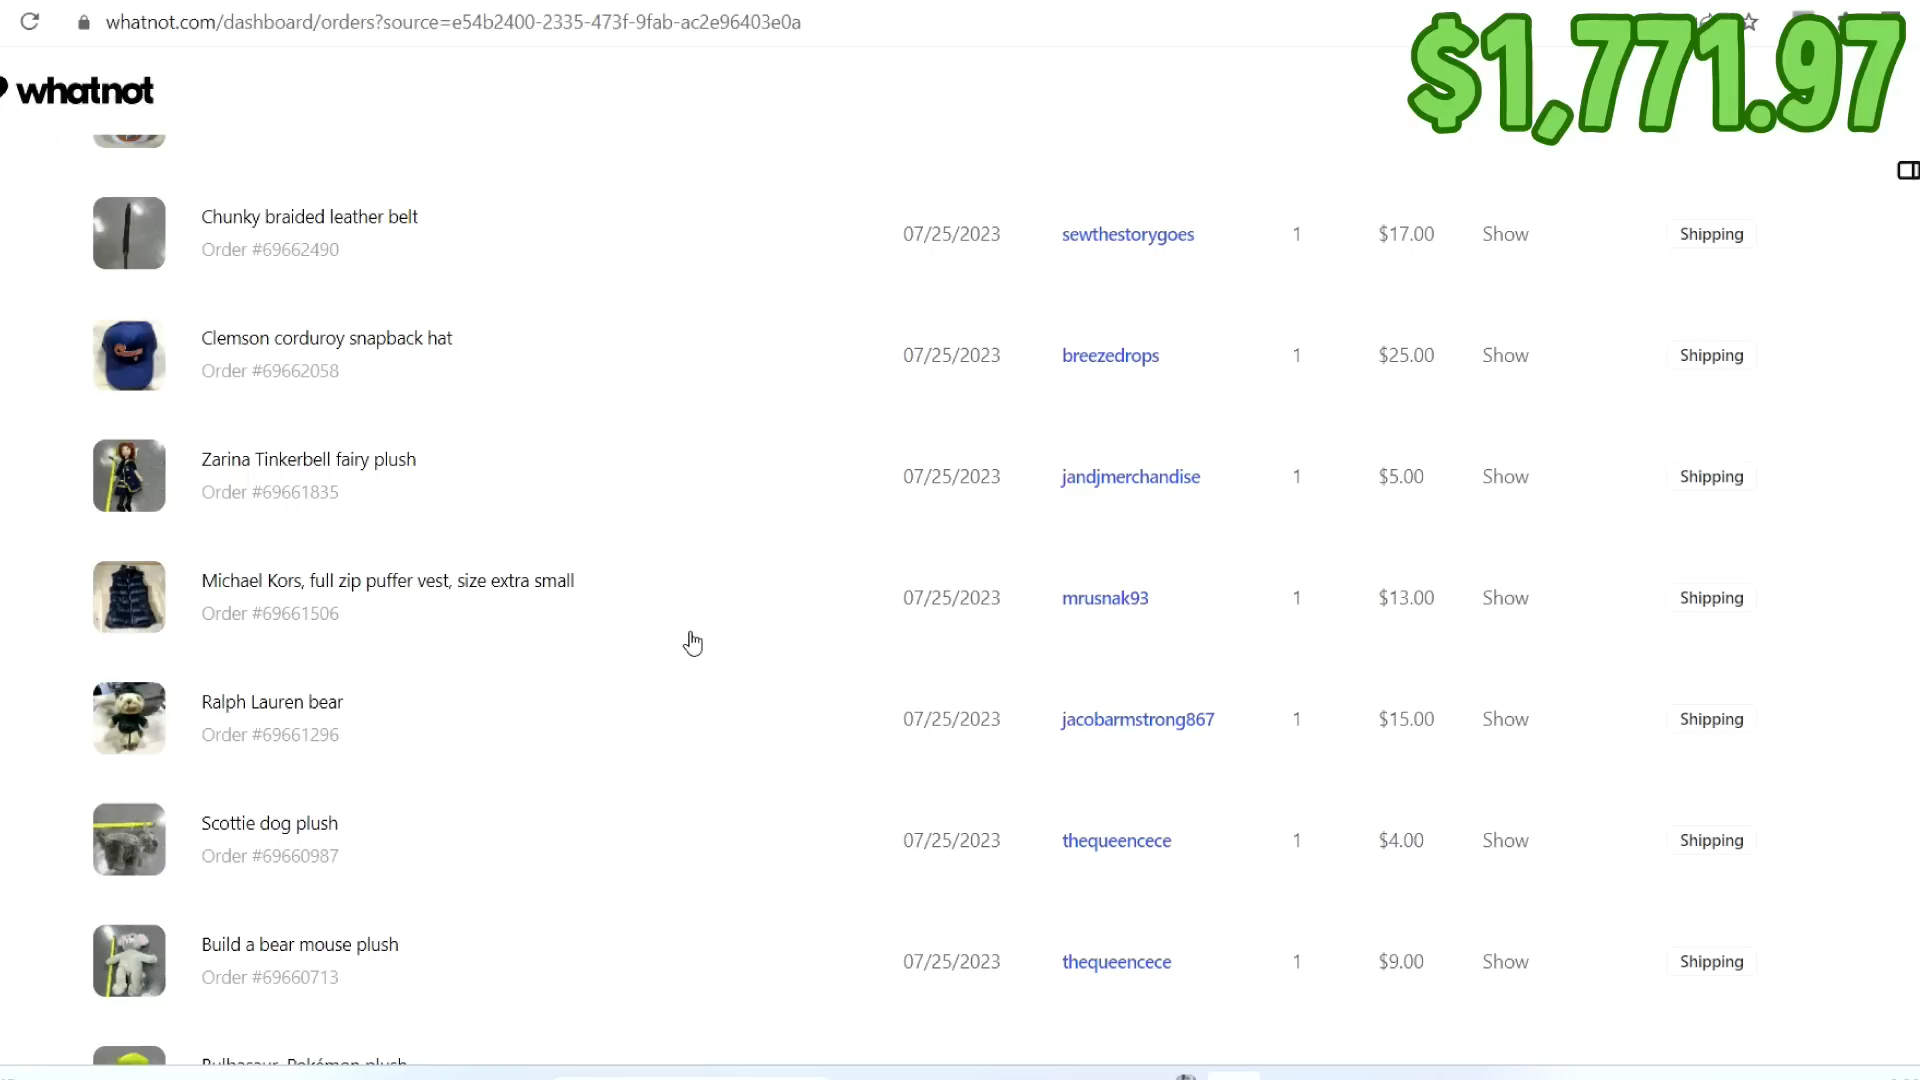 whatnot.com/dashboard/orders?source=e54b2400-2335-473f-9fab-ac2e96403e0a
$1,771.97
whatnot
Chunky braided leather belt
Order #69662490
07/25/2023 sewthestorygoes 1 $17.00 Show Shipping
Clemson corduroy snapback hat
Order #69662058
07/25/2023 breezedrops 1 $25.00 Show Shipping
Zarina Tinkerbell fairy plush
Order #69661835
07/25/2023 jandjmerchandise 1 $5.00 Show Shipping
Michael Kors, full zip puffer vest, size extra small
Order #69661506
07/25/2023 mrusnak93 1 $13.00 Show Shipping
Ralph Lauren bear
Order #69661296
07/25/2023 jacobarmstrong867 1 $15.00 Show Shipping
Scottie dog plush
Order #69660987
07/25/2023 thequeencece 1 $4.00 Show Shipping
Build a bear mouse plush
Order #69660713
07/25/2023 thequeencece 1 $9.00 Show Shipping
Bulbasaur, Pokémon plush